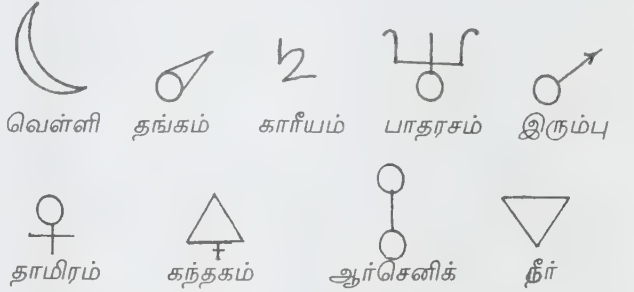 வெள்ளி தங்கம் காரீயம் பாதரசம் இரும்பு
தாமிரம் கந்தகம் ஆர்செனிக் நீர்